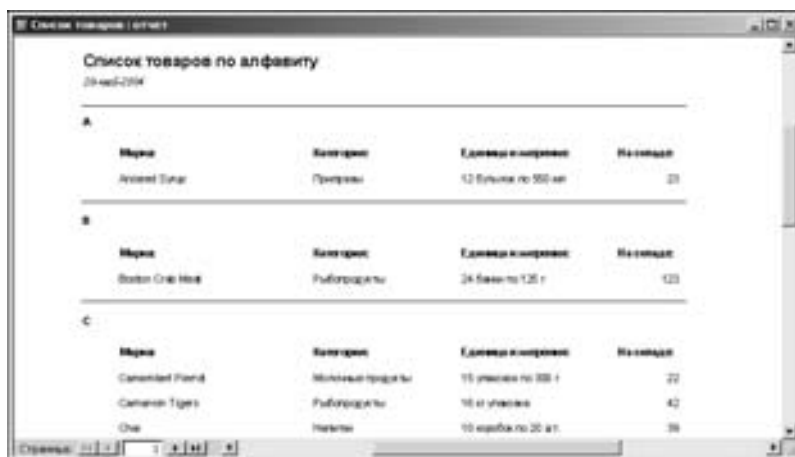 Список товаров : отчет
Список товаров по алфавиту
A
Марка: Категория: Единица измерения: На складе:
Aniseed Syrup Приправы 12 бутылок по 550 мл
B
Марка: Категория: Единица измерения: На складе:
Boston Crab Meat Рыбопродукты 24 банки по 125 г 123
C
Марка: Категория: Единица измерения: На складе:
Camembert Pierrot Молочные продукты 15 упаковок по 300 г 22
Carnarvon Tigers Рыбопродукты 16 кг упаковка 42
Chai Напитки 10 коробок по 20 шт. 39
Страница: